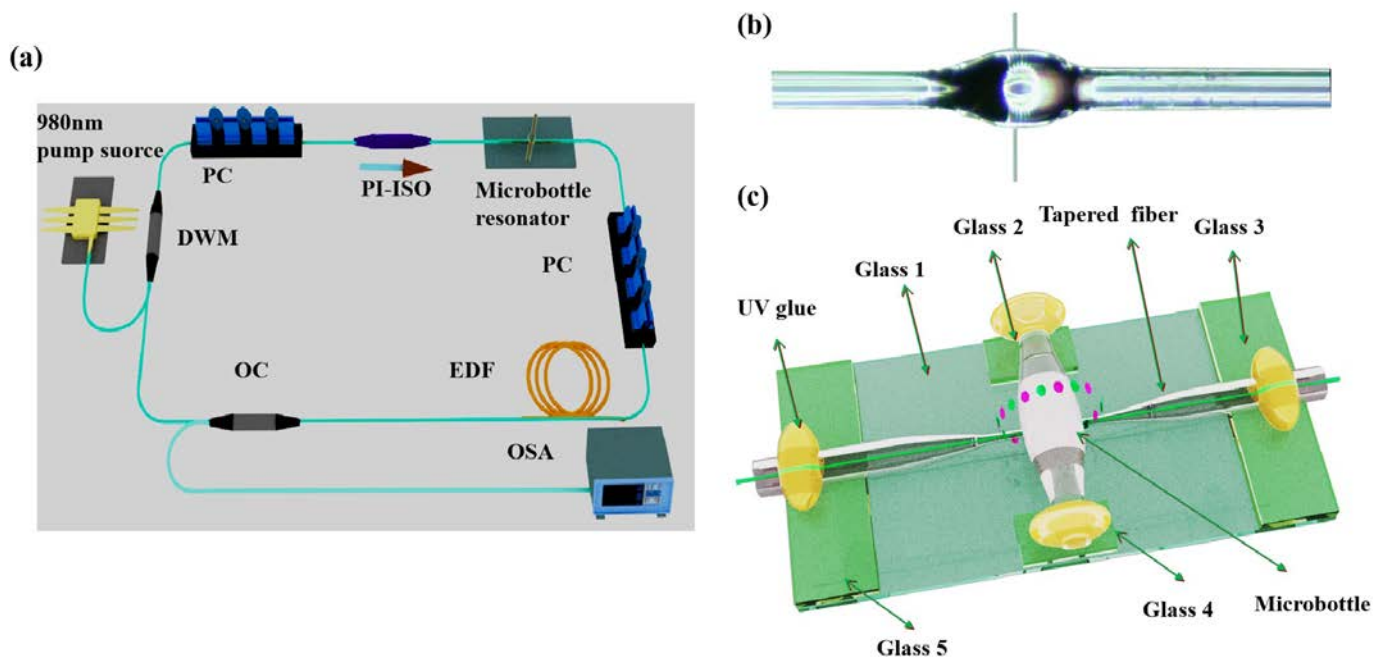 (a)
980nm
pump suorce
PC
PI-ISO
Microbottle
resonator
DWM
PC
OC
EDF
OSA
(b)
(c)
Glass 2
Tapered fiber
Glass 3
Glass 1
UV glue
Glass 4
Microbottle
Glass 5